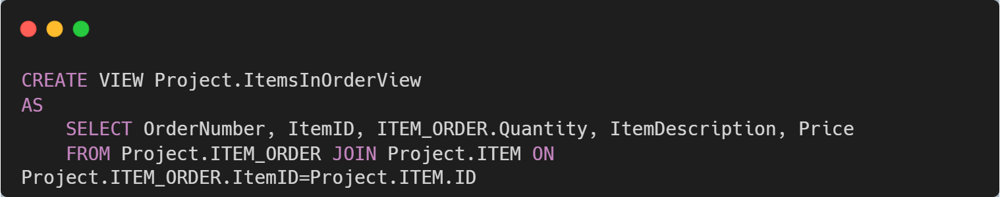 CREATE VIEW Project.ItemsInOrderView
AS
    SELECT OrderNumber, ItemID, ITEM_ORDER.Quantity, ItemDescription, Price
    FROM Project.ITEM_ORDER JOIN Project.ITEM ON
Project.ITEM_ORDER.ItemID=Project.ITEM.ID